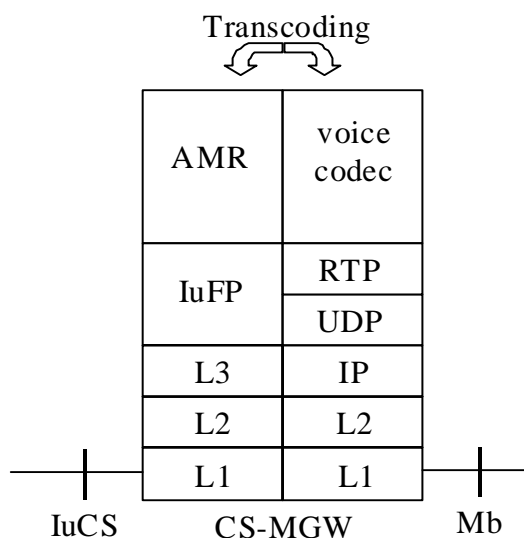 Transcoding
AMR
voice
codec
IuFP
RTP
UDP
L3
IP
L2
L2
L1
L1
IuCS
CS-MGW
Mb